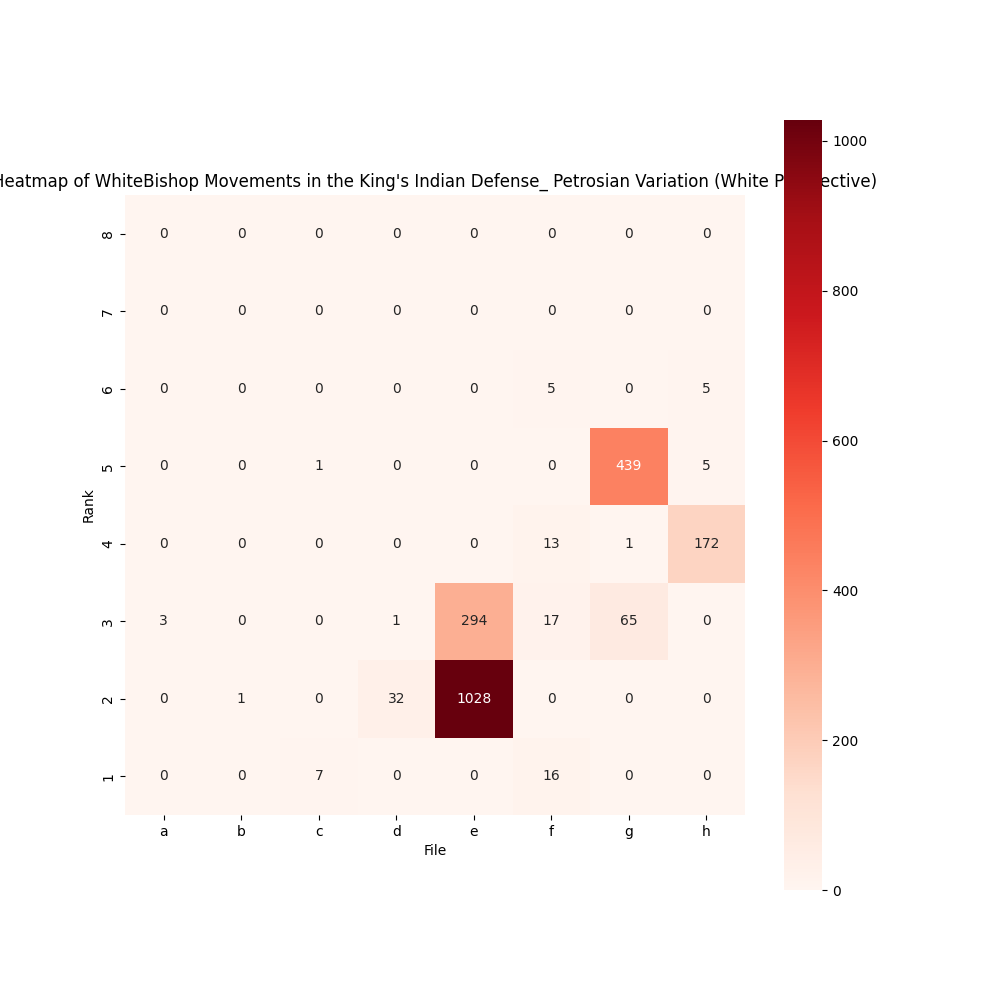 Heatmap of WhiteBishop Movements in the King's Indian Defense_ Petrosian Variation (White P ective)
1000
800
600
400
200
0
Rank
8 0 0 0 0 0 0 0 0
7 0 0 0 0 0 0 0 0
6 0 0 0 0 0 5 0 5
5 0 0 1 0 0 0 439 5
4 0 0 0 0 0 13 1 172
3 3 0 0 1 294 17 65 0
2 0 1 0 32 1028 0 0 0
1 0 0 7 0 0 16 0 0
a b c d e f g h
File